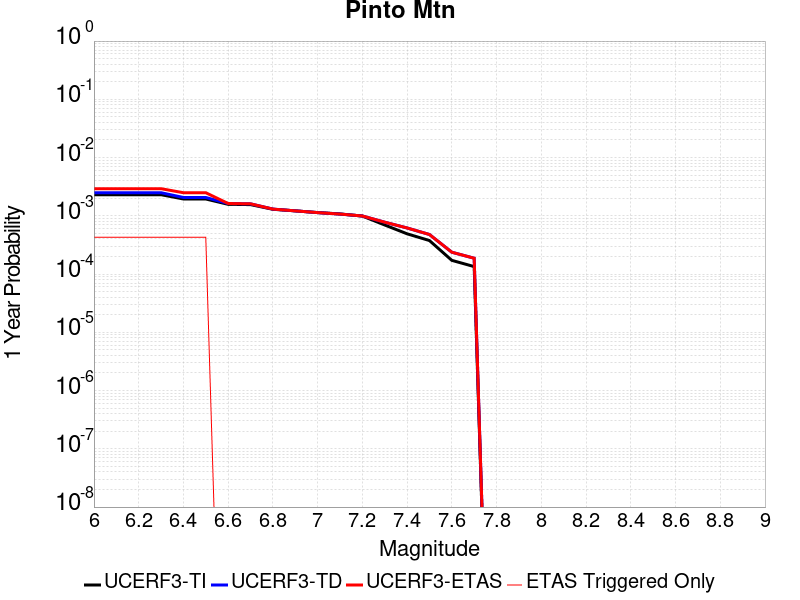 Pinto Mtn
10^0
10^-1
10^-2
10^-3
10^-4
10^-5
10^-6
10^-7
10^-8
1 Year Probability
6 6.2 6.4 6.6 6.8 7 7.2 7.4 7.6 7.8 8 8.2 8.4 8.6 8.8 9
Magnitude
UCERF3-TI UCERF3-TD UCERF3-ETAS ETAS Triggered Only